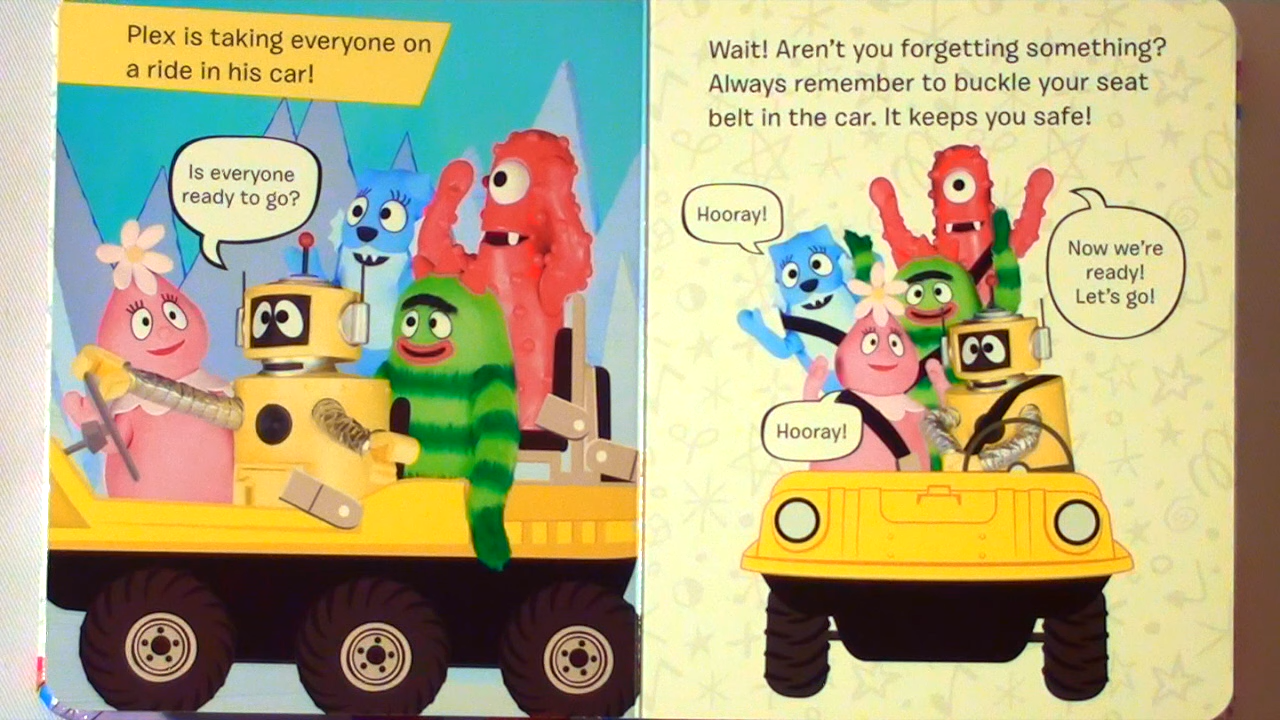 Plex is taking everyone on
a ride in his car!
Is everyone
ready to go?
Wait! Aren't you forgetting something?
Always remember to buckle your seat
belt in the car. It keeps you safe!
Hooray!
Now we're
ready!
Let's go!
Hooray!